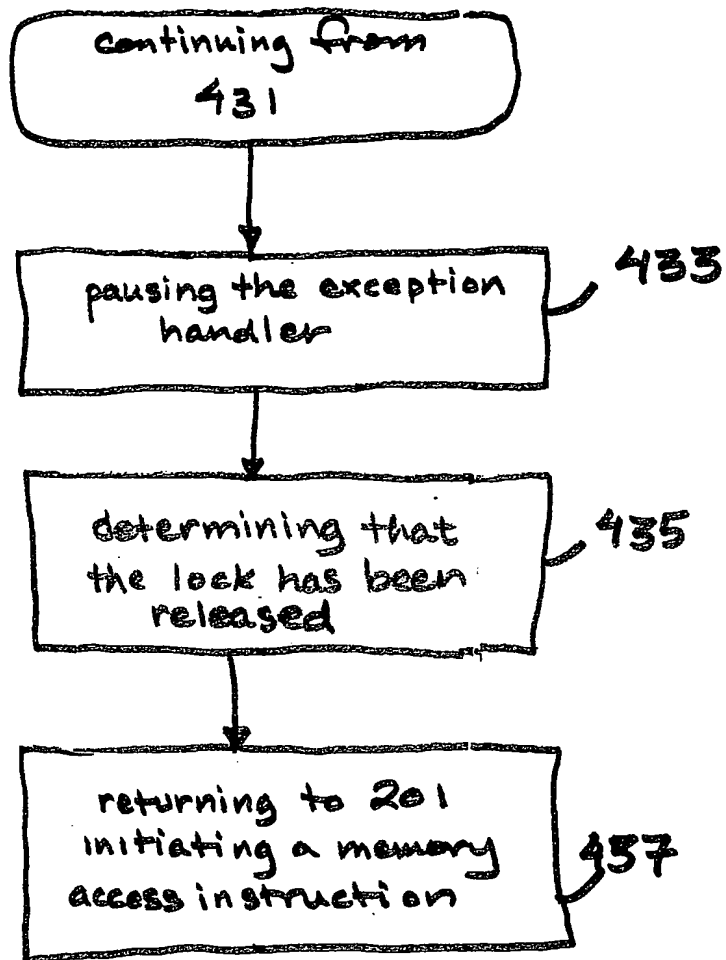 continuing from
431
pausing the exception
handler
433
determining that
the lock has been
released
435
returning to 201
initiating a memory
access instruction
437